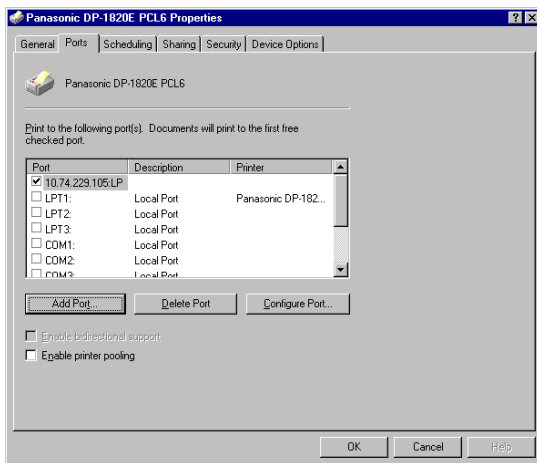 Panasonic DP-1820E PCL6 Properties
General Ports Scheduling Sharing Security Device Options
Panasonic DP-1820E PCL6
Print to the following port(s). Documents will print to the first free
checked port.
Port Description Printer
10.74.229.105:LP
LPT1: Local Port Panasonic DP-182...
LPT2: Local Port
LPT3: Local Port
COM1: Local Port
COM2: Local Port
COM3: Local Port
Add Port... Delete Port Configure Port...
Enable bidirectional support
Enable printer pooling
OK Cancel Help